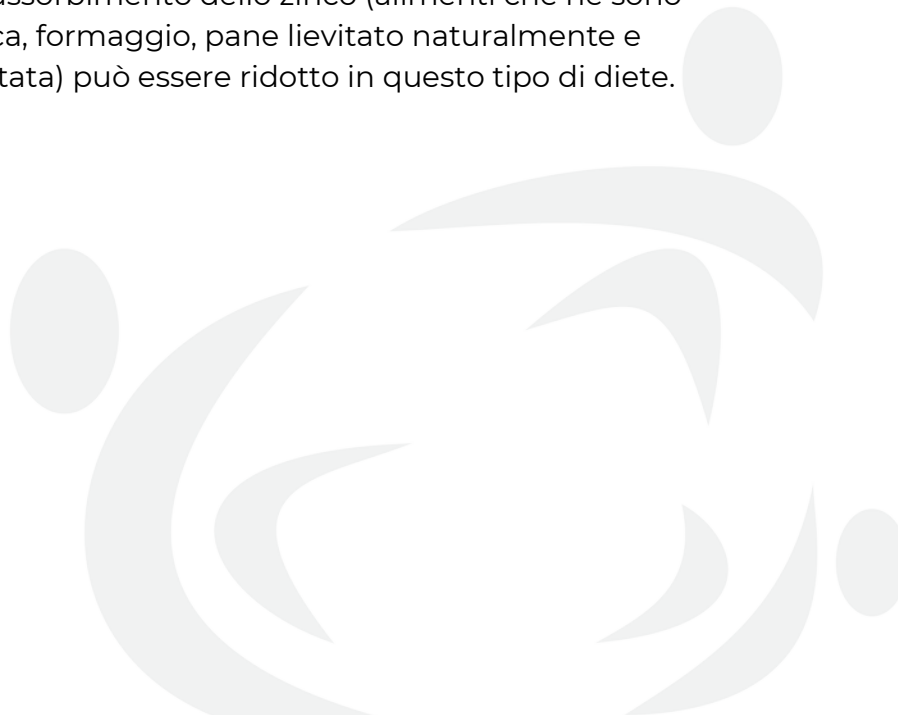 assorbimento dello zinco (alimenti che ne sono
ca, formaggio, pane lievitato naturalmente e
tata) può essere ridotto in questo tipo di diete.